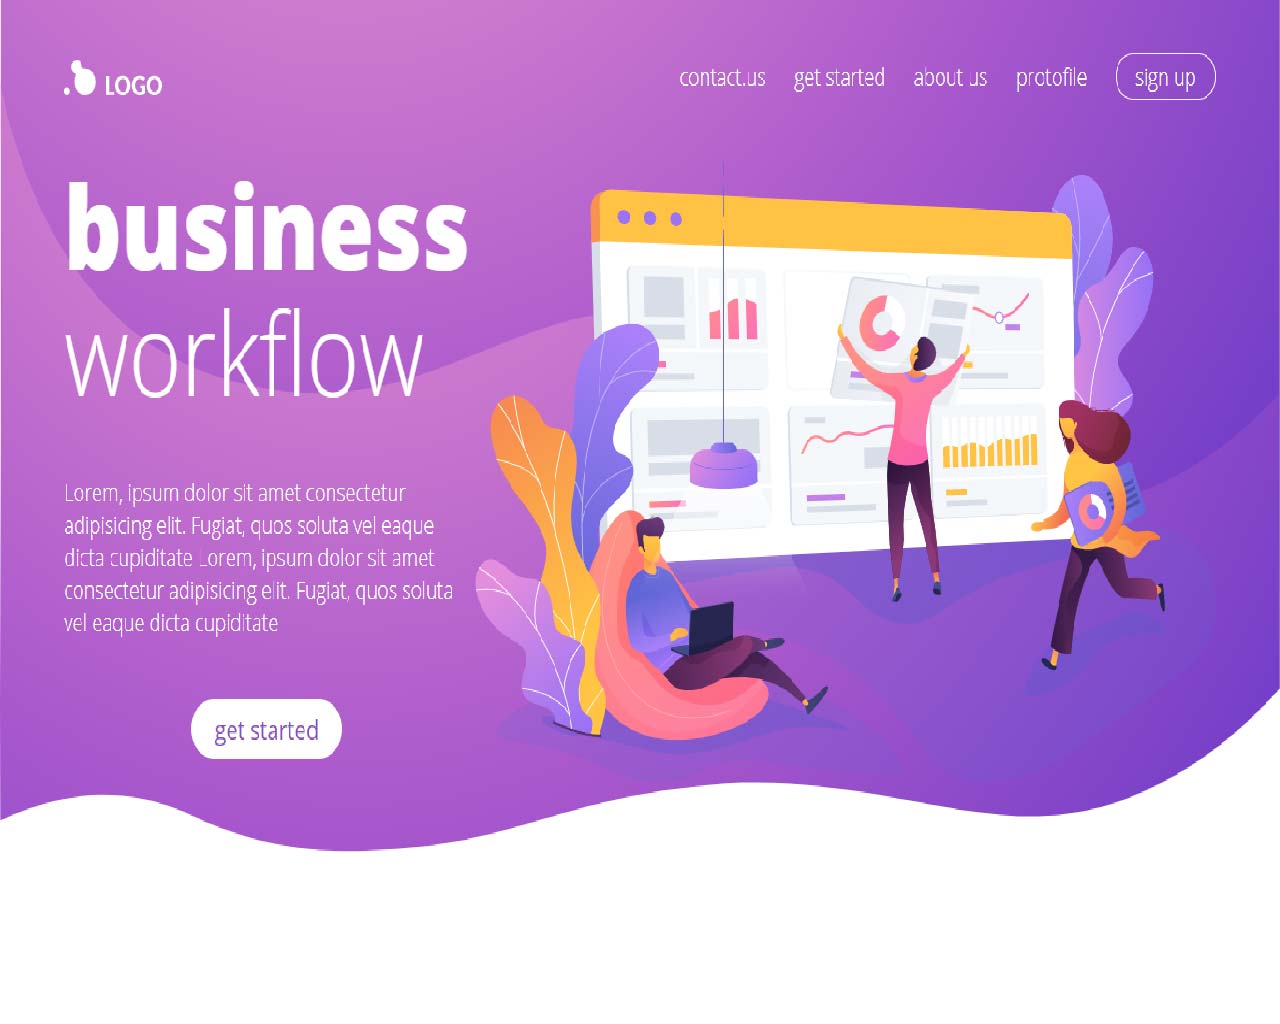 LOGO
contact.us get started about us protofile sign up
business
workflow
Lorem, ipsum dolor sit amet consectetur
adipisicing elit. Fugiat, quos soluta vel eaque
dicta cupiditate Lorem, ipsum dolor sit amet
consectetur adipisicing elit. Fugiat, quos soluta
vel eaque dicta cupiditate
get started